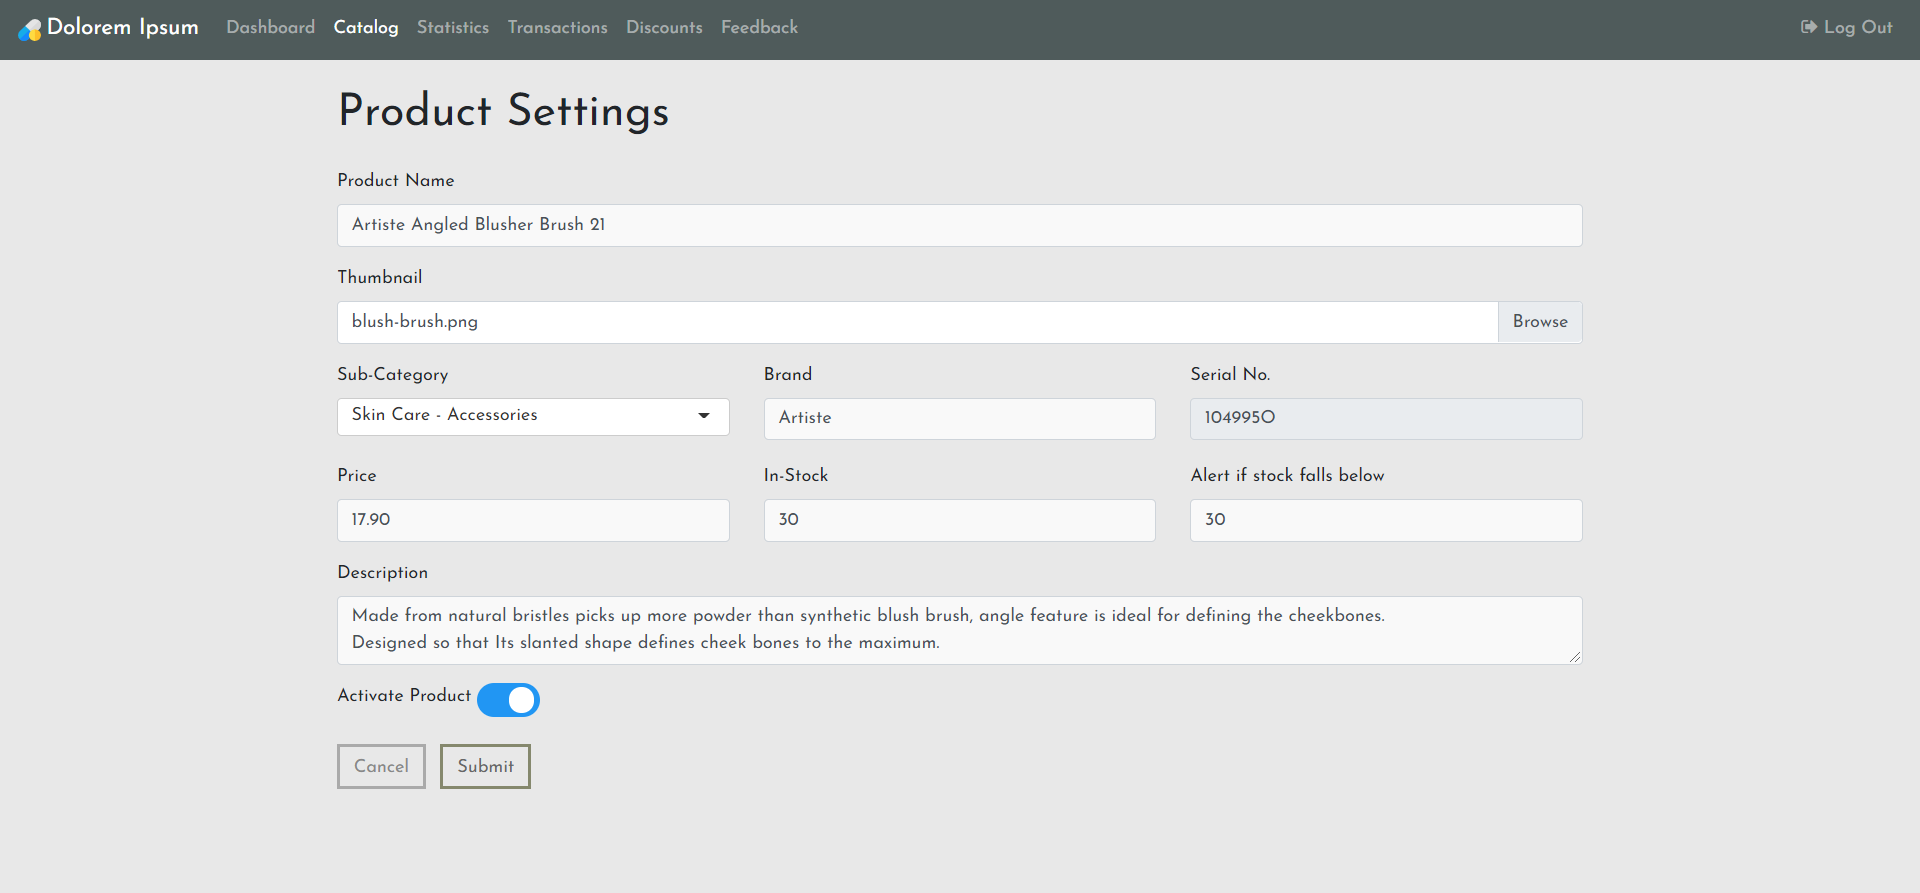 Dolorem Ipsum Dashboard Catalog Statistics Transactions Discounts Feedback Log Out
Product Settings
Product Name
Artiste Angled Blusher Brush 21
Thumbnail
blush-brush.png Browse
Sub-Category Brand Serial No.
Skin Care - Accessories Artiste 104995O
Price In-Stock Alert if stock falls below
17.90 30 30
Description
Made from natural bristles picks up more powder than synthetic blush brush, angle feature is ideal for defining the cheekbones.
Designed so that Its slanted shape defines cheek bones to the maximum.
Activate Product
Cancel Submit